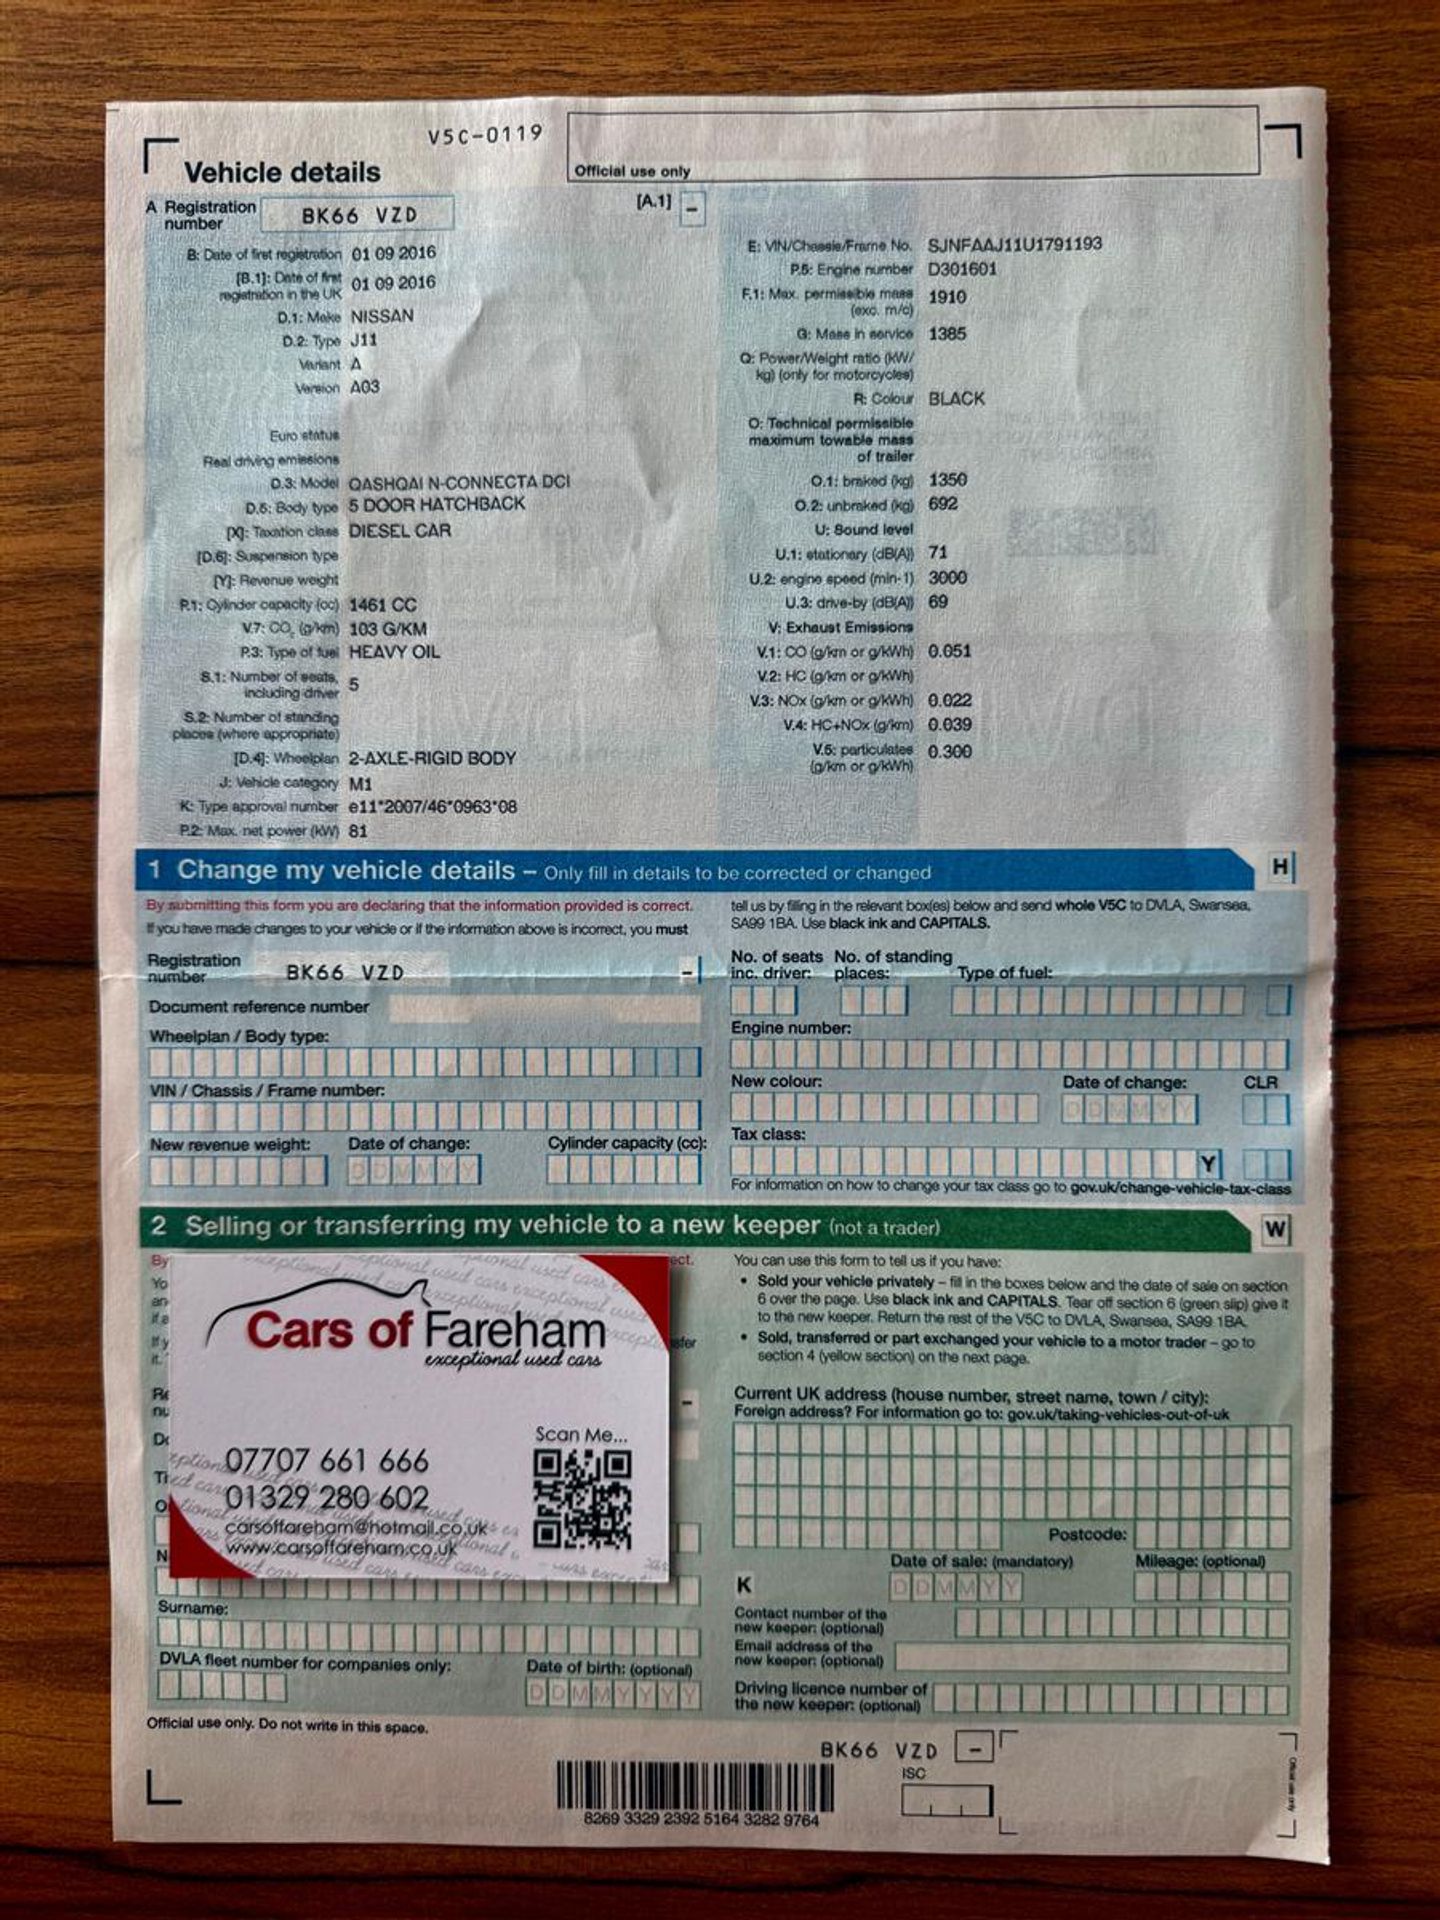 V5C-0119
Vehicle details
Official use only
A Registration number BK66 VZD
[A.1] -
B: Date of first registration 01 09 2016
[B.1]: Date of first registration in the UK 01 09 2016
D.1: Make NISSAN
D.2: Type J11
Variant A
Version A03
Euro status
Real driving emissions
D.3: Model QASHQAI N-CONNECTA DCI
D.5: Body type 5 DOOR HATCHBACK
[X]: Taxation class DIESEL CAR
[D.6]: Suspension type
[Y]: Revenue weight
P.1: Cylinder capacity (cc) 1461 CC
V.7: CO₂ (g/km) 103 G/KM
P.3: Type of fuel HEAVY OIL
S.1: Number of seats, including driver 5
S.2: Number of standing places (where appropriate)
[D.4]: Wheelplan 2-AXLE-RIGID BODY
J: Vehicle category M1
K: Type approval number e11*2007/46*0963*08
P.2: Max. net power (kW) 81
E: VIN/Chassis/Frame No. SJNFAAJ11U1791193
P.5: Engine number D301601
F.1: Max. permissible mass (exc. m/c) 1910
G: Mass in service 1385
Q: Power/Weight ratio (kW/kg) (only for motorcycles)
R: Colour BLACK
O: Technical permissible maximum towable mass of trailer
O.1: braked (kg) 1350
O.2: unbraked (kg) 692
U: Sound level
U.1: stationary (dB(A)) 71
U.2: engine speed (min-1) 3000
U.3: drive-by (dB(A)) 69
V: Exhaust Emissions
V.1: CO (g/km or g/kWh) 0.051
V.2: HC (g/km or g/kWh)
V.3: NOx (g/km or g/kWh) 0.022
V.4: HC+NOx (g/km) 0.039
V.5: particulates (g/km or g/kWh) 0.300
1 Change my vehicle details – Only fill in details to be corrected or changed
H
By submitting this form you are declaring that the information provided is correct.
If you have made changes to your vehicle or if the information above is incorrect, you must
tell us by filing in the relevant box(es) below and send whole V5C to DVLA, Swansea,
SA99 1BA. Use black ink and CAPITALS.
Registration number BK66 VZD -
Document reference number
Wheelplan / Body type:
VIN / Chassis / Frame number:
New revenue weight: Date of change: Cylinder capacity (cc):
DDMMYY
No. of seats inc. driver: No. of standing places: Type of fuel:
Engine number:
New colour: Date of change: CLR
DDMMYY
Tax class:
Y
For information on how to change your tax class go to gov.uk/change-vehicle-tax-class
2 Selling or transferring my vehicle to a new keeper (not a trader)
W
By
ect.
Cars of Fareham
exceptional used cars
Scan Me...
07707 661 666
01329 280 602
carsoffareham@hotmail.co.uk
www.carsoffareham.co.uk
Surname:
DVLA fleet number for companies only: Date of birth: (optional)
DDMMYYYY
You can use this form to tell us if you have:
• Sold your vehicle privately – fill in the boxes below and the date of sale on section
6 over the page. Use black ink and CAPITALS. Tear off section 6 (green slip) give it
to the new keeper. Return the rest of the V5C to DVLA, Swansea, SA99 1BA.
• Sold, transferred or part exchanged your vehicle to a motor trader – go to
section 4 (yellow section) on the next page.
Current UK address (house number, street name, town / city):
Foreign address? For information go to: gov.uk/taking-vehicles-out-of-uk
Postcode:
Date of sale: (mandatory) Mileage: (optional)
K DDMMYY
Contact number of the new keeper: (optional)
Email address of the new keeper: (optional)
Driving licence number of the new keeper: (optional)
Official use only. Do not write in this space.
BK66 VZD -
ISC
8269 3329 2392 5164 3282 9764
Official use only